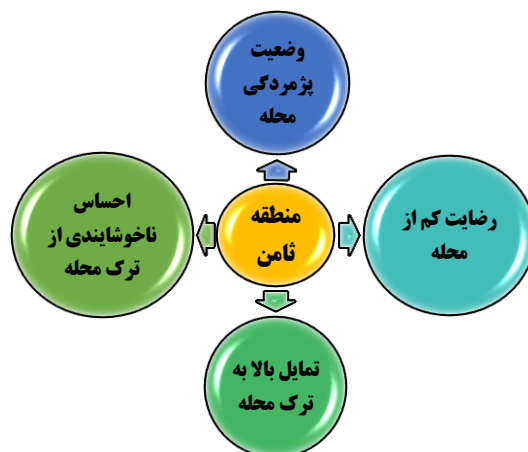 وضعیت
پژمردگی
محله
احساس
ناخوشایندی از
ترک محله
منطقه
ثامن
رضایت کم از
محله
تمایل بالا به
ترک محله